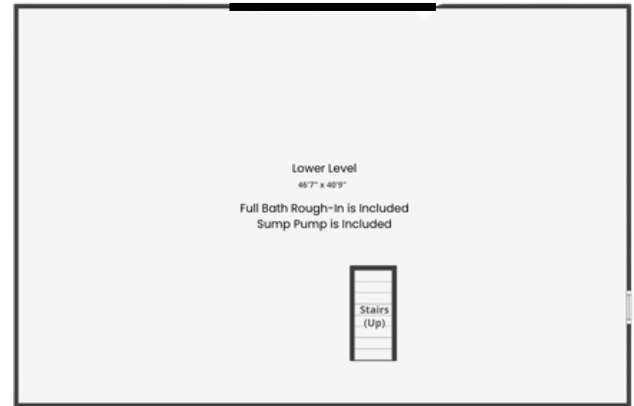 Lower Level
46'7" x 40'9"
Full Bath Rough-In is Included
Sump Pump is Included
Stairs
(Up)